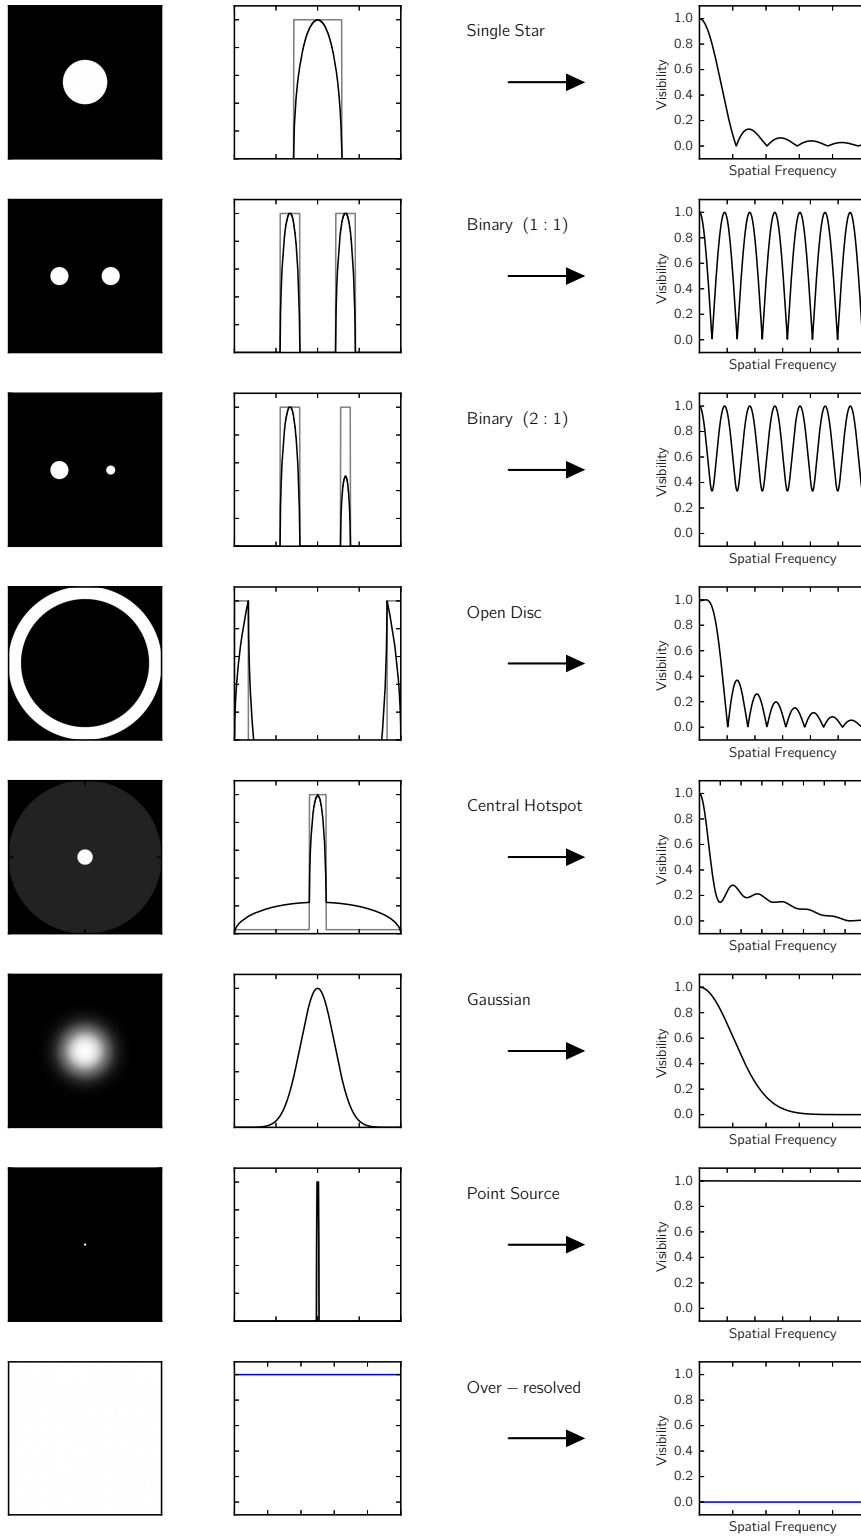 Single Star
1.0
0.8
0.6
0.4
0.2
0.0
Visibility
Spatial Frequency
Binary (1 : 1)
1.0
0.8
0.6
0.4
0.2
0.0
Visibility
Spatial Frequency
Binary (2 : 1)
1.0
0.8
0.6
0.4
0.2
0.0
Visibility
Spatial Frequency
Open Disc
1.0
0.8
0.6
0.4
0.2
0.0
Visibility
Spatial Frequency
Central Hotspot
1.0
0.8
0.6
0.4
0.2
0.0
Visibility
Spatial Frequency
Gaussian
1.0
0.8
0.6
0.4
0.2
0.0
Visibility
Spatial Frequency
Point Source
1.0
0.8
0.6
0.4
0.2
0.0
Visibility
Spatial Frequency
Over – resolved
1.0
0.8
0.6
0.4
0.2
0.0
Visibility
Spatial Frequency